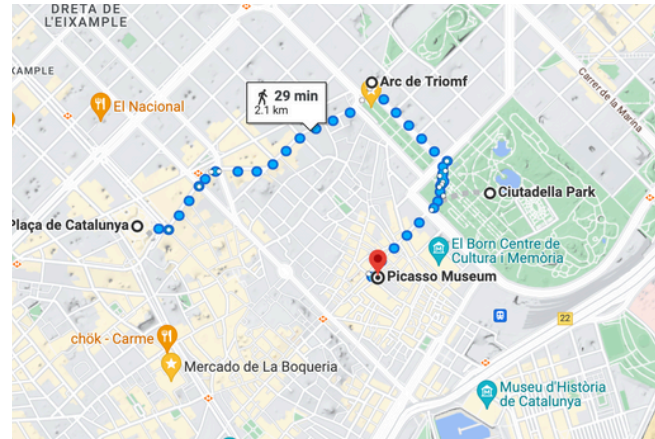 DRETA DE
L'EIXAMPLE
XAMPLE
El Nacional
29 min
2.1 km
Arc de Triomf
Carrer de la Marina
Plaça de Catalunya
Ciutadella Park
El Born Centre de
Cultura i Memòria
Picasso Museum
22
chök - Carme
Mercado de La Boqueria
Museu d'Història
de Catalunya